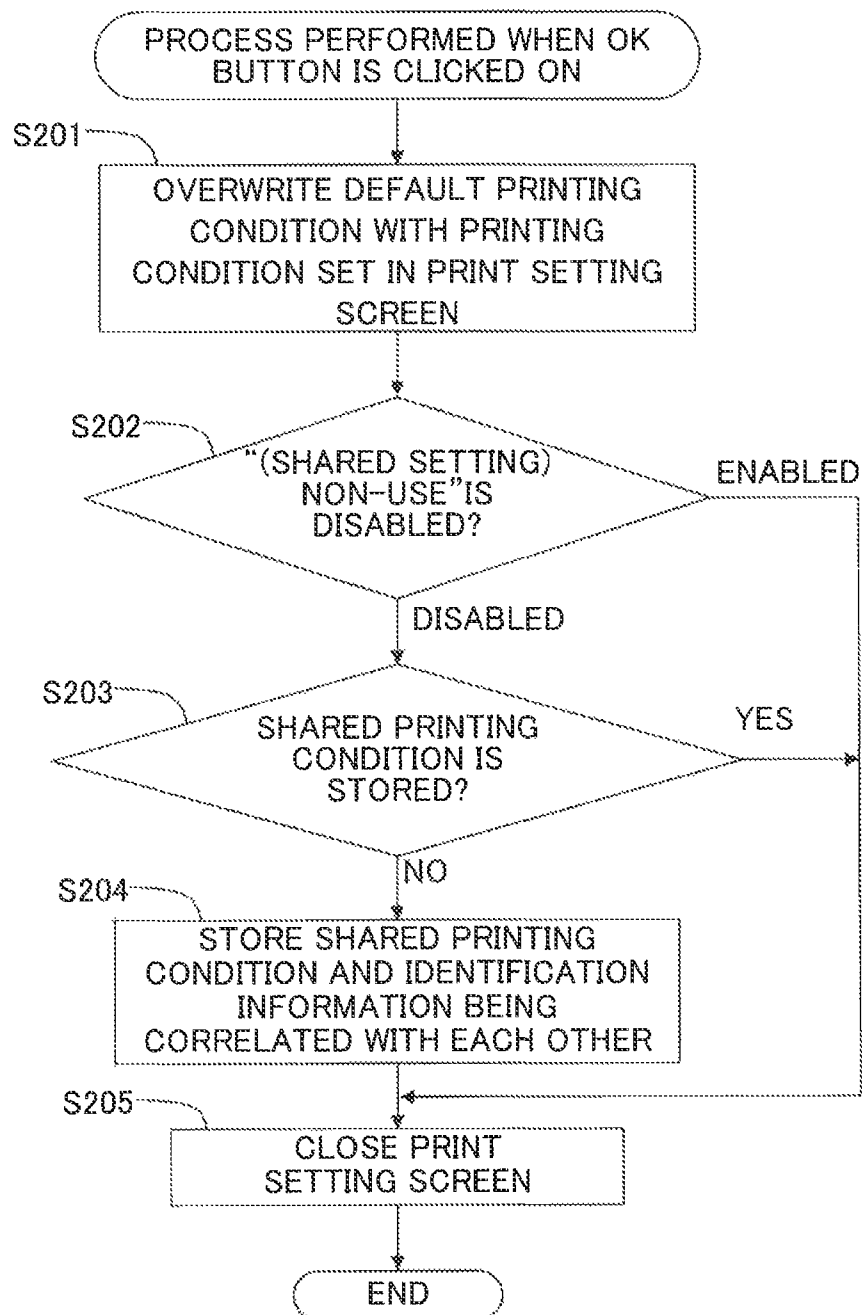 PROCESS PERFORMED WHEN OK
BUTTON IS CLICKED ON
S201
OVERWRITE DEFAULT PRINTING
CONDITION WITH PRINTING
CONDITION SET IN PRINT SETTING
SCREEN
S202
“(SHARED SETTING)
NON-USE”IS
DISABLED?
ENABLED
DISABLED
S203
SHARED PRINTING
CONDITION IS
STORED?
YES
NO
S204
STORE SHARED PRINTING
CONDITION AND IDENTIFICATION
INFORMATION BEING
CORRELATED WITH EACH OTHER
S205
CLOSE PRINT
SETTING SCREEN
END